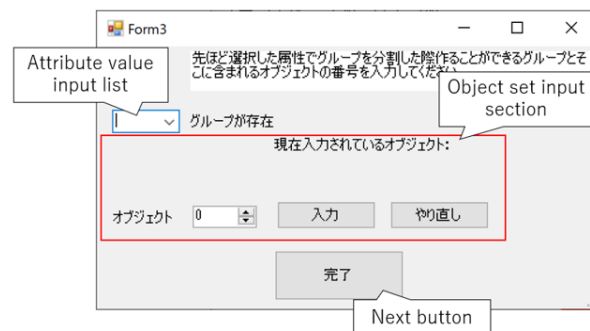 Form3
先ほど選択した属性でグループを分割した際作ることができるグループとそ
こに含まれるオブジェクトの番号を入力してください
Attribute value
input list
Object set input
section
グループが存在
現在入力されているオブジェクト:
オブジェクト 0 入力 やり直し
完了
Next button